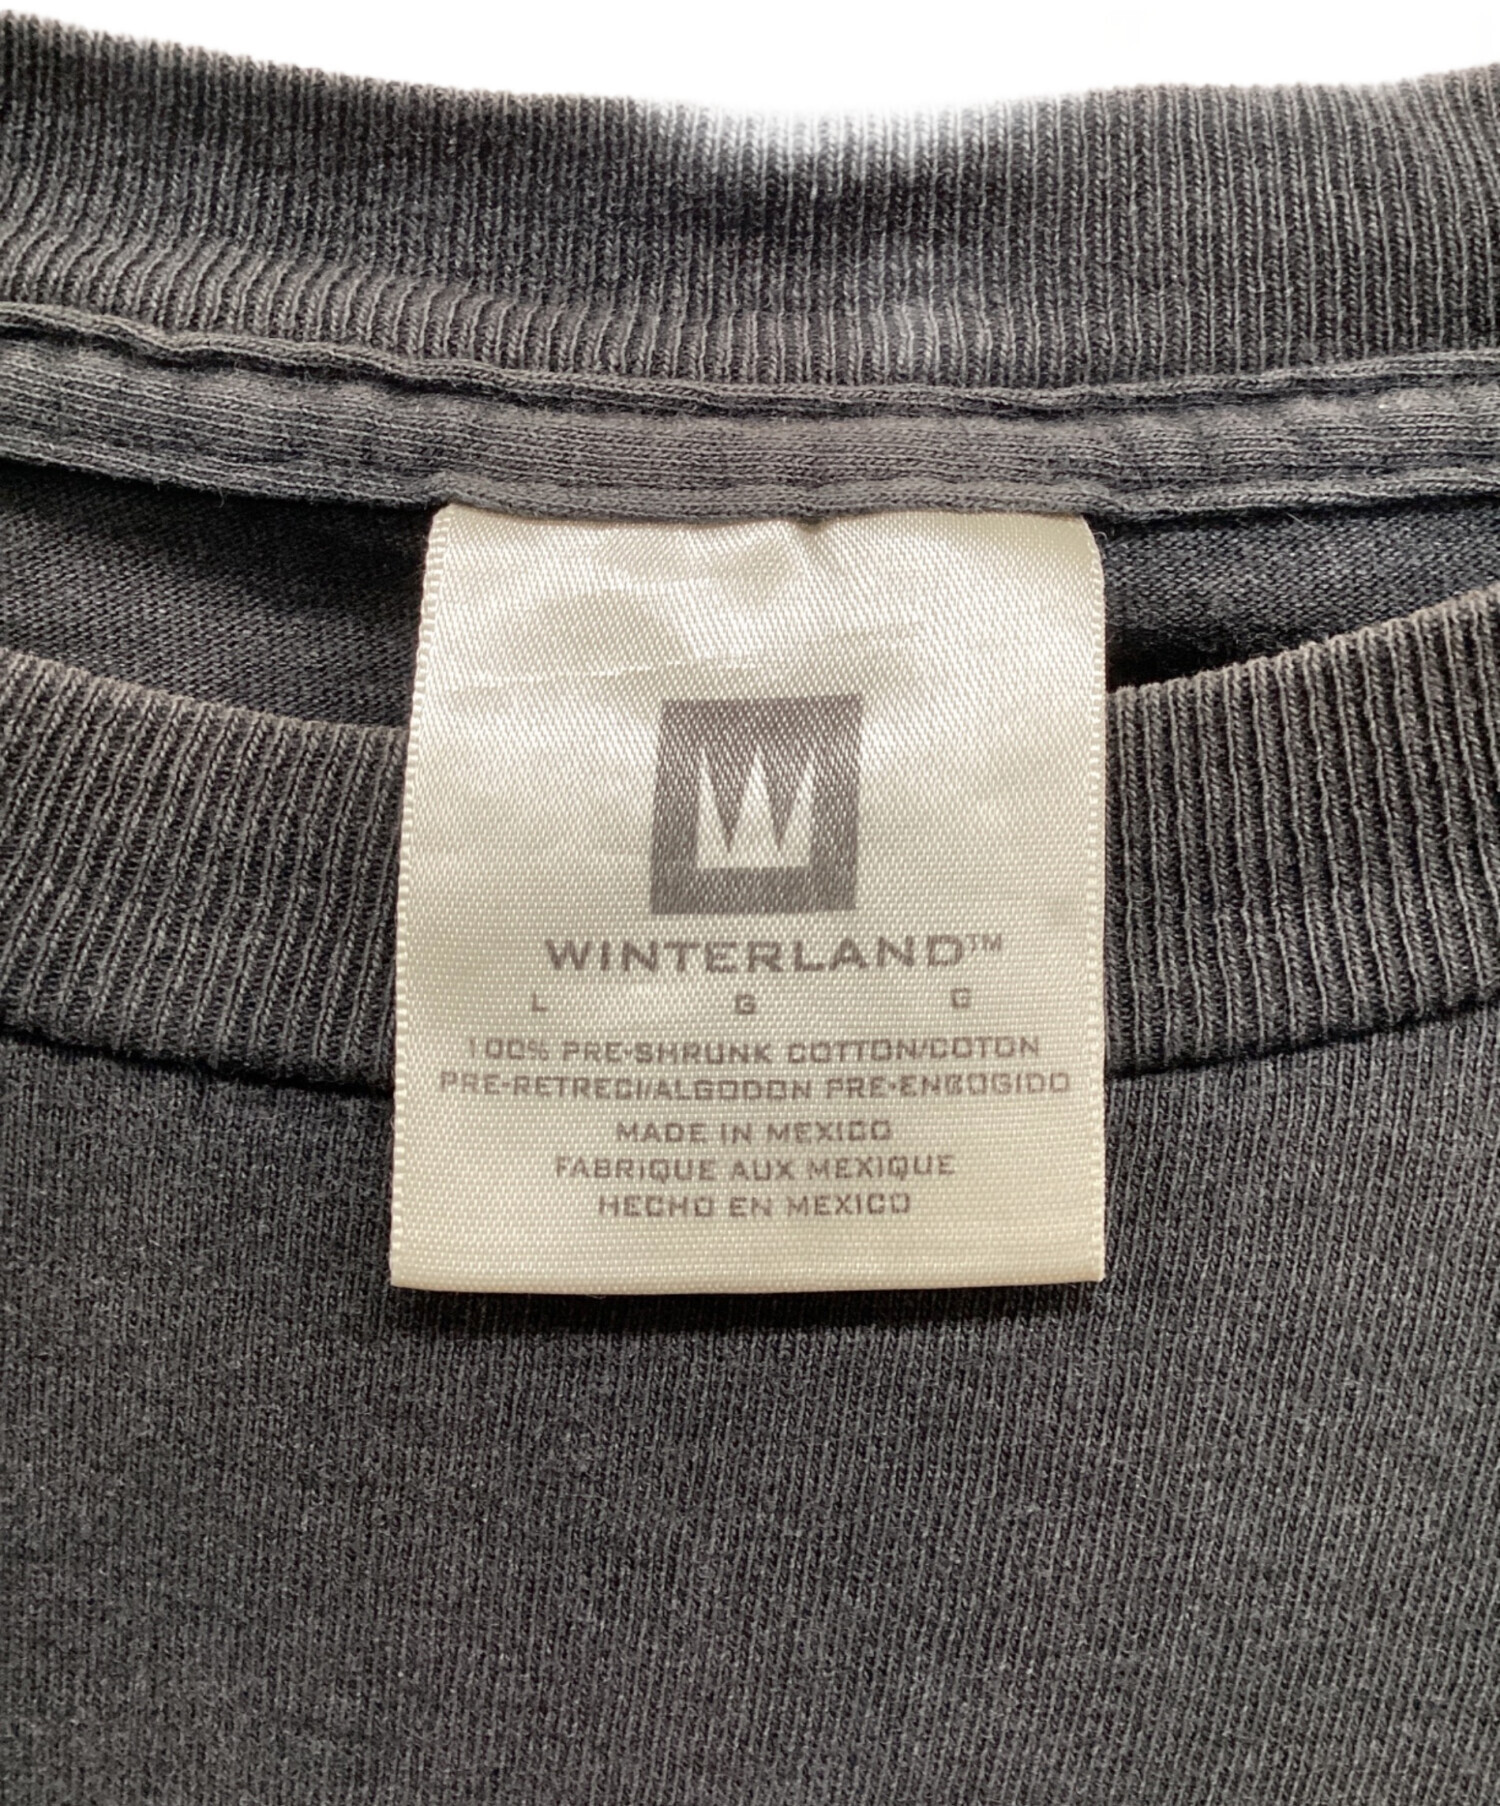 W
WINTERLAND™
L G C
100% PRE-SHRUNK COTTON/COTON
PRE-RETRECI/ALGODON PRE-ENCOGIDO
MADE IN MEXICO
FABRIQUE AUX MEXIQUE
HECHO EN MEXICO